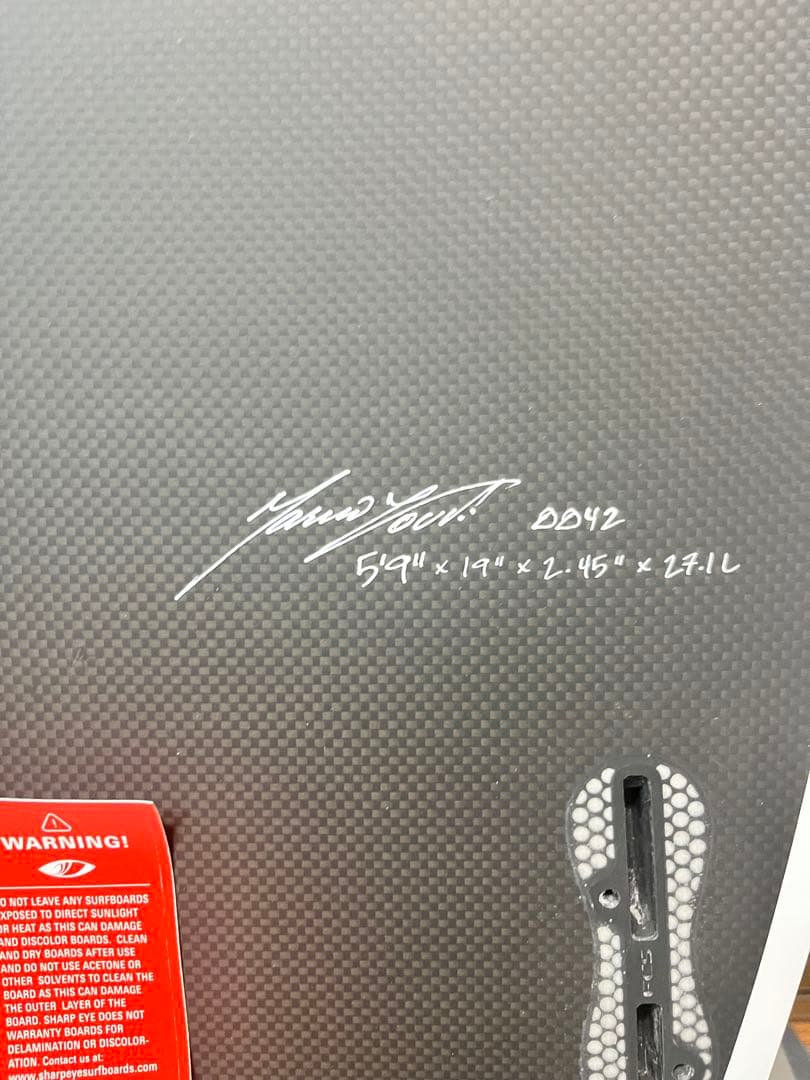 DD42
5'9" x 19" x 2.45" x 27.1L
FCS
WARNING!
O NOT LEAVE ANY SURFBOARDS
XPOSED TO DIRECT SUNLIGHT
OR HEAT AS THIS CAN DAMAGE
AND DISCOLOR BOARDS. CLEAN
AND DRY BOARDS AFTER USE
AND DO NOT USE ACETONE OR
OTHER SOLVENTS TO CLEAN THE
BOARD AS THIS CAN DAMAGE
THE OUTER LAYER OF THE
BOARD. SHARP EYE DOES NOT
WARRANTY BOARDS FOR
DELAMINATION OR DISCOLOR-
ATION. Contact us at:
www.sharpeyesurfboards.com